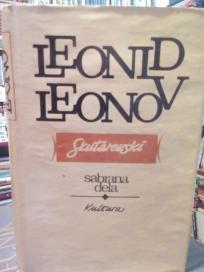 LEONID
LEONOV
Skutarevski
sabrana
dela
Kultura